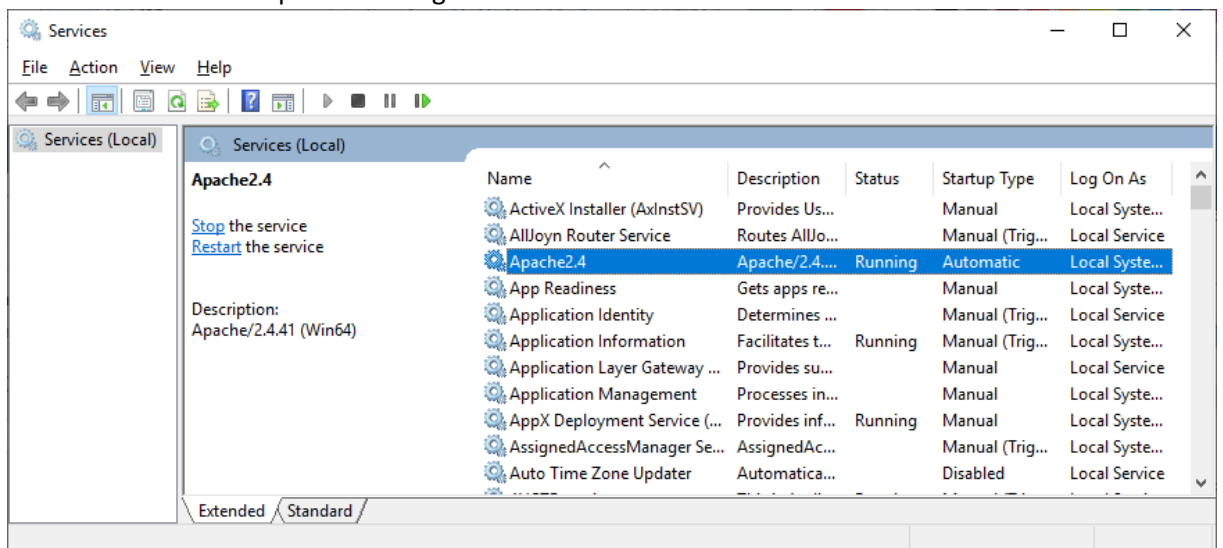 Services
File Action View Help
Services (Local)
Services (Local)
Apache2.4
Stop the service
Restart the service
Description:
Apache/2.4.41 (Win64)
Name Description Status Startup Type Log On As
ActiveX Installer (AxInstSV) Provides Us... Manual Local Syste...
AllJoyn Router Service Routes AllJo... Manual (Trig... Local Service
Apache2.4 Apache/2.4.... Running Automatic Local Syste...
App Readiness Gets apps re... Manual Local Syste...
Application Identity Determines ... Manual (Trig... Local Service
Application Information Facilitates t... Running Manual (Trig... Local Syste...
Application Layer Gateway ... Provides su... Manual Local Service
Application Management Processes in... Manual Local Syste...
AppX Deployment Service (... Provides inf... Running Manual Local Syste...
AssignedAccessManager Se... AssignedAc... Manual (Trig... Local Syste...
Auto Time Zone Updater Automatica... Disabled Local Service
Extended Standard